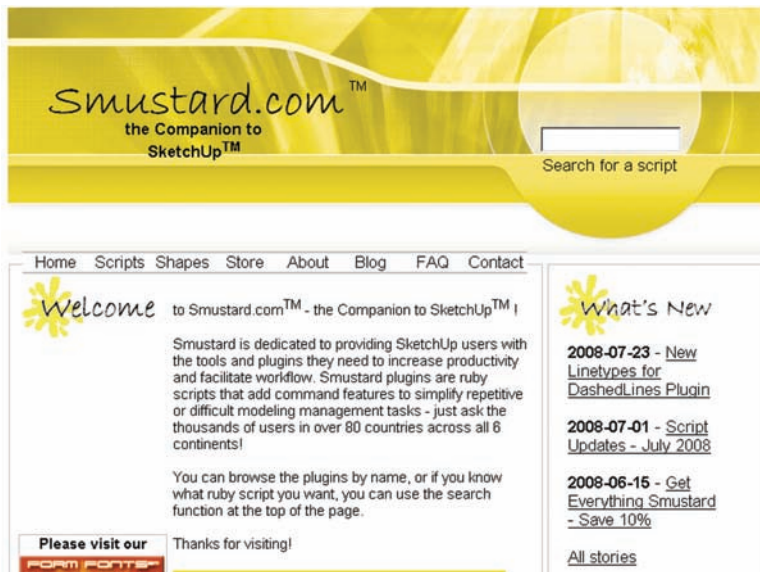 Smustard.com™
the Companion to
SketchUp™
Search for a script
Home Scripts Shapes Store About Blog FAQ Contact
Welcome to Smustard.com™ - the Companion to SketchUp™ !
Smustard is dedicated to providing SketchUp users with
the tools and plugins they need to increase productivity
and facilitate workflow. Smustard plugins are ruby
scripts that add command features to simplify repetitive
or difficult modeling management tasks - just ask the
thousands of users in over 80 countries across all 6
continents!
You can browse the plugins by name, or if you know
what ruby script you want, you can use the search
function at the top of the page.
Thanks for visiting!
Please visit our
FORM FONTS
What's New
2008-07-23 - New
Linetypes for
DashedLines Plugin
2008-07-01 - Script
Updates - July 2008
2008-06-15 - Get
Everything Smustard
- Save 10%
All stories